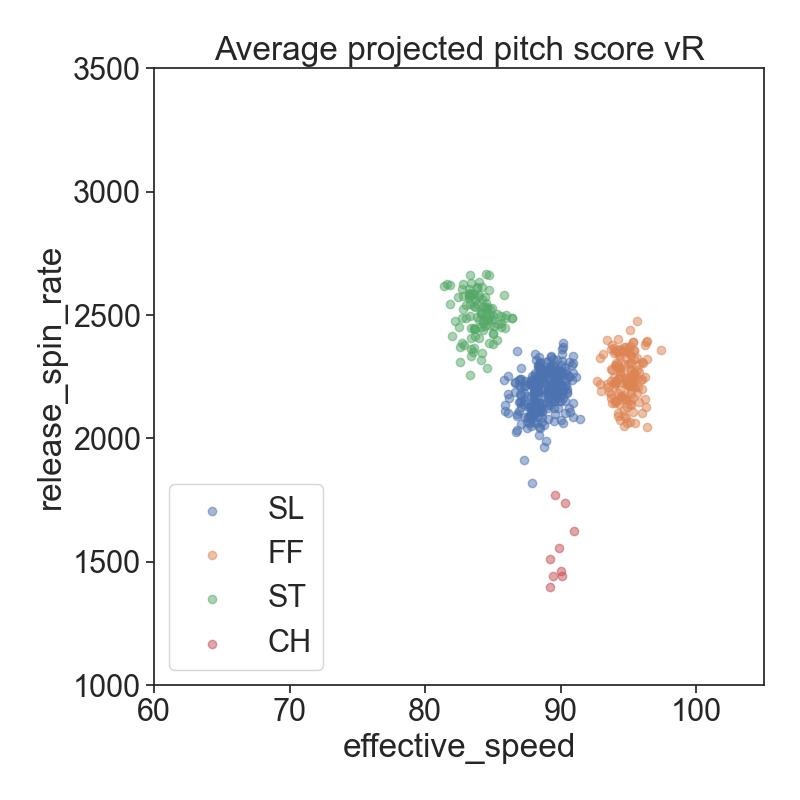 Average projected pitch score vR
3500
3000
2500
2000
1500
1000
release_spin_rate
SL
FF
ST
CH
60
70
80
90
100
effective_speed